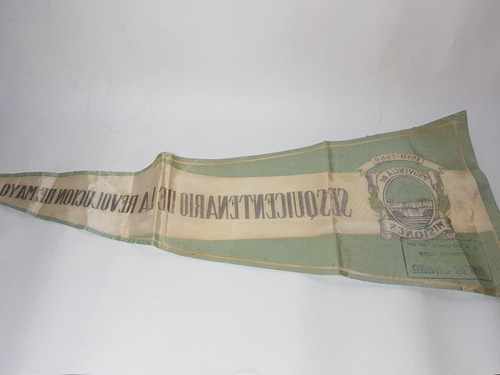 1810-1960
PROVINCIA DE
MISIONES
SESQUICENTENARIO DE LA REVOLUCION DE MAYO